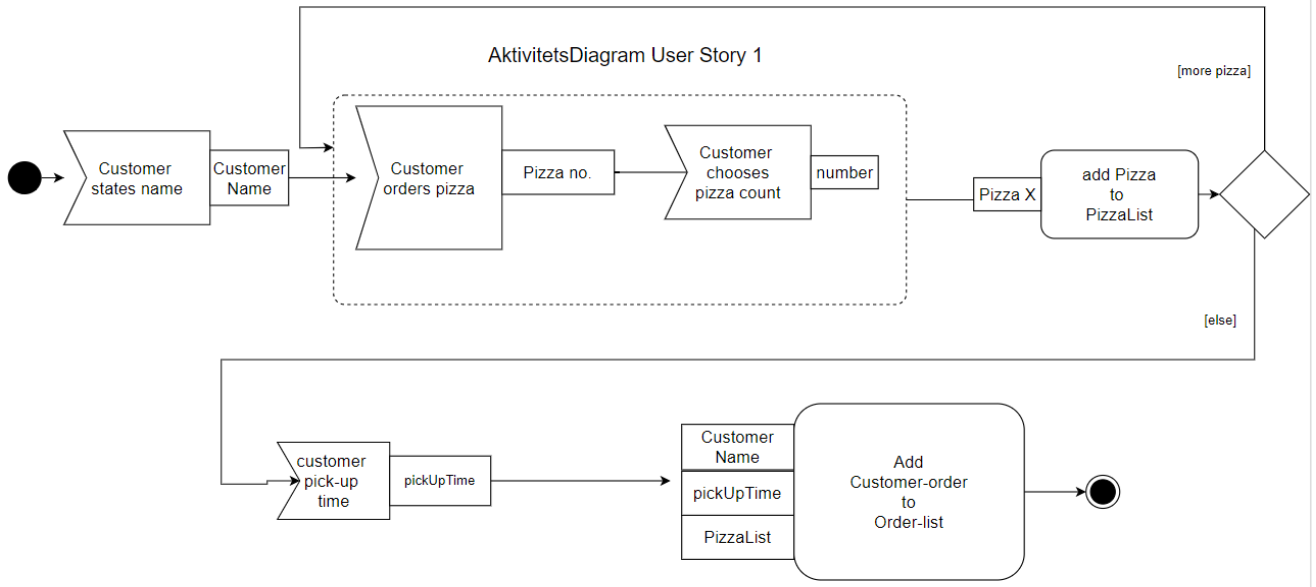 AktivitetsDiagram User Story 1
[more pizza]
Customer
states name
Customer
Name
Customer
orders pizza
Pizza no.
Customer
chooses
pizza count
number
Pizza X
add Pizza
to
PizzaList
[else]
customer
pick-up
time
pickUpTime
Customer
Name
pickUpTime
PizzaList
Add
Customer-order
to
Order-list